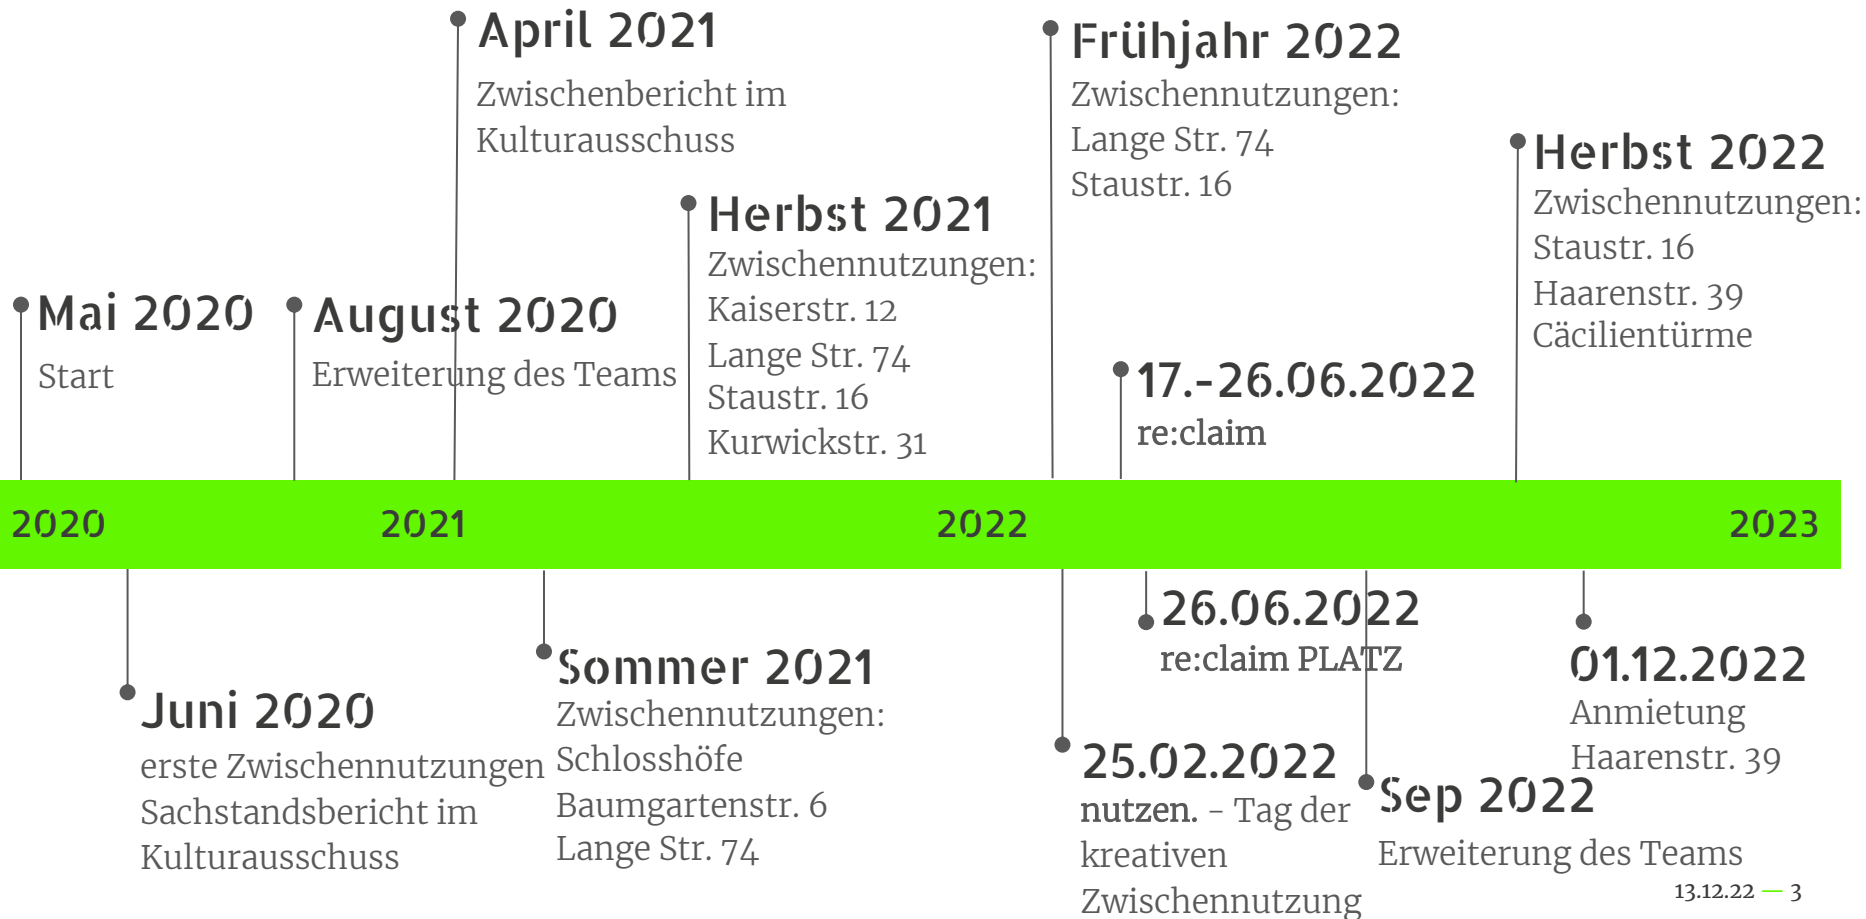 April 2021
Zwischenbericht im
Kulturausschuss
Frühjahr 2022
Zwischennutzungen:
Lange Str. 74
Staustr. 16
Herbst 2022
Zwischennutzungen:
Staustr. 16
Haarenstr. 39
Cäcilientürme
Herbst 2021
Zwischennutzungen:
Kaiserstr. 12
Lange Str. 74
Staustr. 16
Kurwickstr. 31
Mai 2020
Start
August 2020
Erweiterung des Teams
17.-26.06.2022
re:claim
2020
2021
2022
2023
26.06.2022
re:claim PLATZ
01.12.2022
Anmietung
Haarenstr. 39
Sommer 2021
Zwischennutzungen:
Schlosshöfe
Baumgartenstr. 6
Lange Str. 74
Juni 2020
erste Zwischennutzungen
Sachstandsbericht im
Kulturausschuss
25.02.2022
nutzen. - Tag der
kreativen
Zwischennutzung
Sep 2022
Erweiterung des Teams
13.12.22 — 3